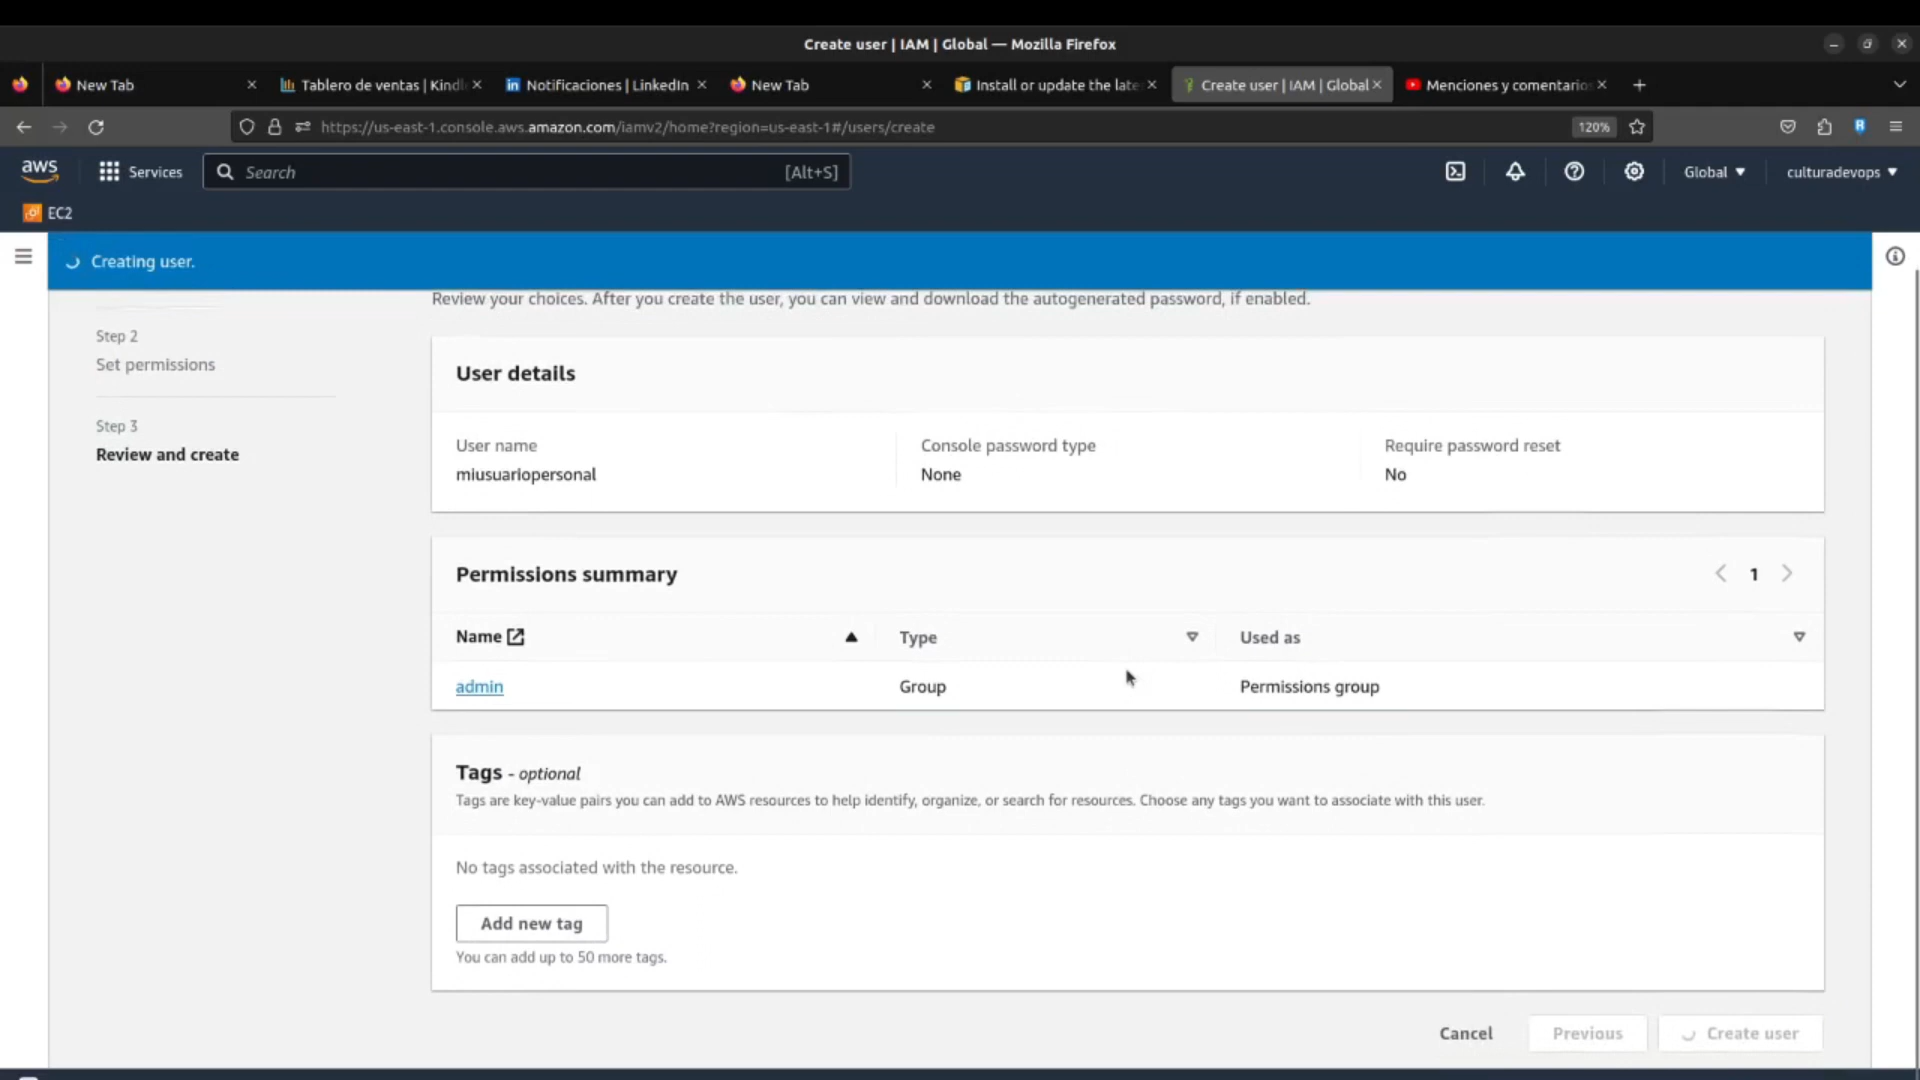 Create user | IAM | Global — Mozilla Firefox
New Tab
Tablero de ventas | Kindl
Notificaciones | LinkedIn
New Tab
Install or update the late
Create user | IAM | Global
Menciones y comentarios
https://us-east-1.console.aws.amazon.com/iamv2/home?region=us-east-1#/users/create
120%
aws
Services
Search
[Alt+S]
Global
culturadevops
EC2
Creating user.
Review your choices. After you create the user, you can view and download the autogenerated password, if enabled.
Step 2
Set permissions
Step 3
Review and create
User details
User name
miusuariopersonal
Console password type
None
Require password reset
No
Permissions summary
1
Name
Type
Used as
admin
Group
Permissions group
Tags - optional
Tags are key-value pairs you can add to AWS resources to help identify, organize, or search for resources. Choose any tags you want to associate with this user.
No tags associated with the resource.
Add new tag
You can add up to 50 more tags.
Cancel
Previous
Create user